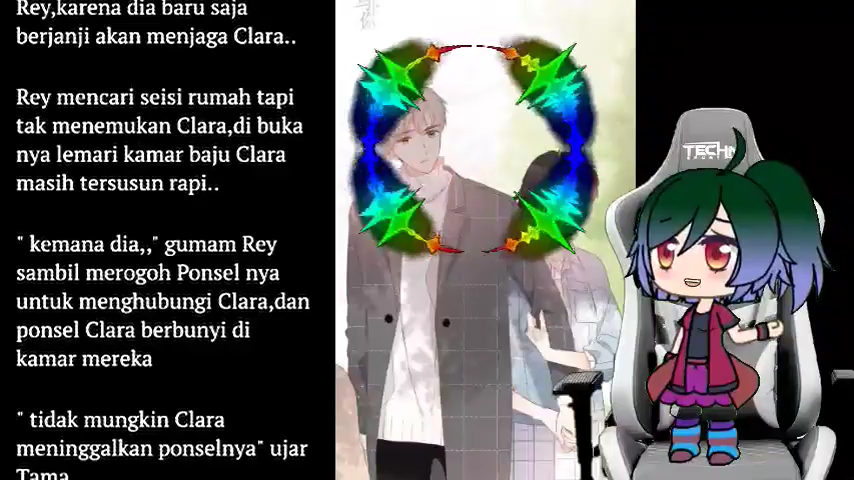 Rey,karena dia baru saja
berjanji akan menjaga Clara..
Rey mencari seisi rumah tapi
tak menemukan Clara,di buka
nya lemari kamar baju Clara
masih tersusun rapi..
" kemana dia,," gumam Rey
sambil merogoh Ponsel nya
untuk menghubungi Clara,dan
ponsel Clara berbunyi di
kamar mereka
" tidak mungkin Clara
meninggalkan ponselnya" ujar
Tama